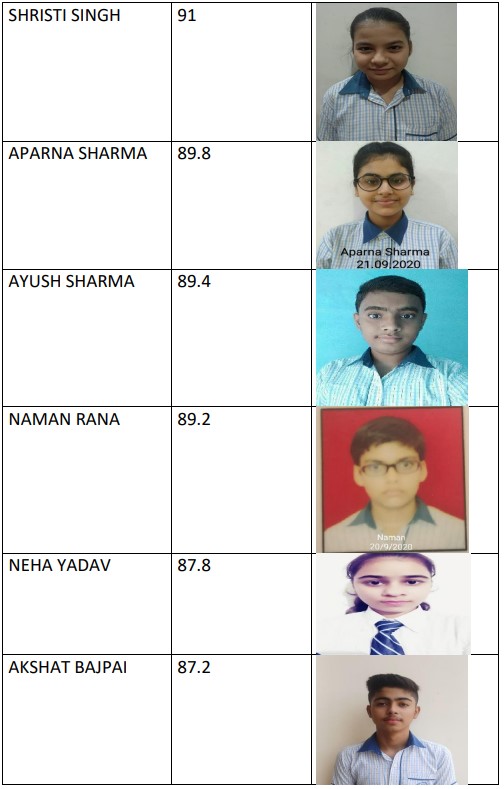 SHRISTI SINGH 91
APARNA SHARMA 89.8
Aparna Sharma
21.09.2020
AYUSH SHARMA 89.4
NAMAN RANA 89.2
Naman
20/9/2020
NEHA YADAV 87.8
AKSHAT BAJPAI 87.2